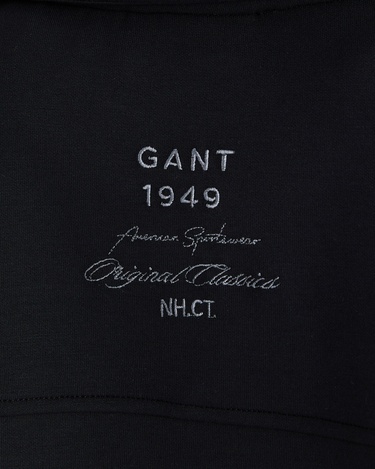 GANT
1949
American Sportswear
Original Classics
NH.CT.